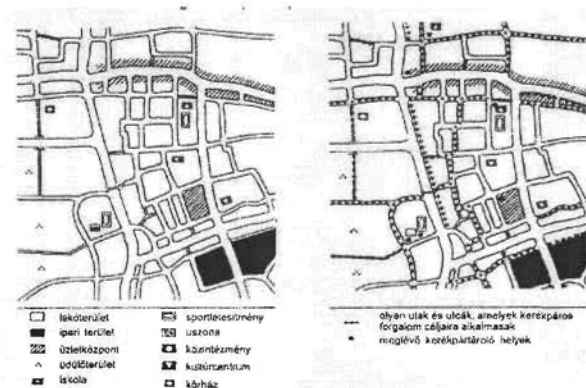 lakóterület
ipari terület
üzletközpont
üdülőterület
iskola
sportlétesítmény
uszoda
közintézmény
kultúrcentrum
kórház
olyan utak és utcák, amelyek kerékpáros
forgalom céljaira alkalmasak
meglévő kerékpártároló helyek